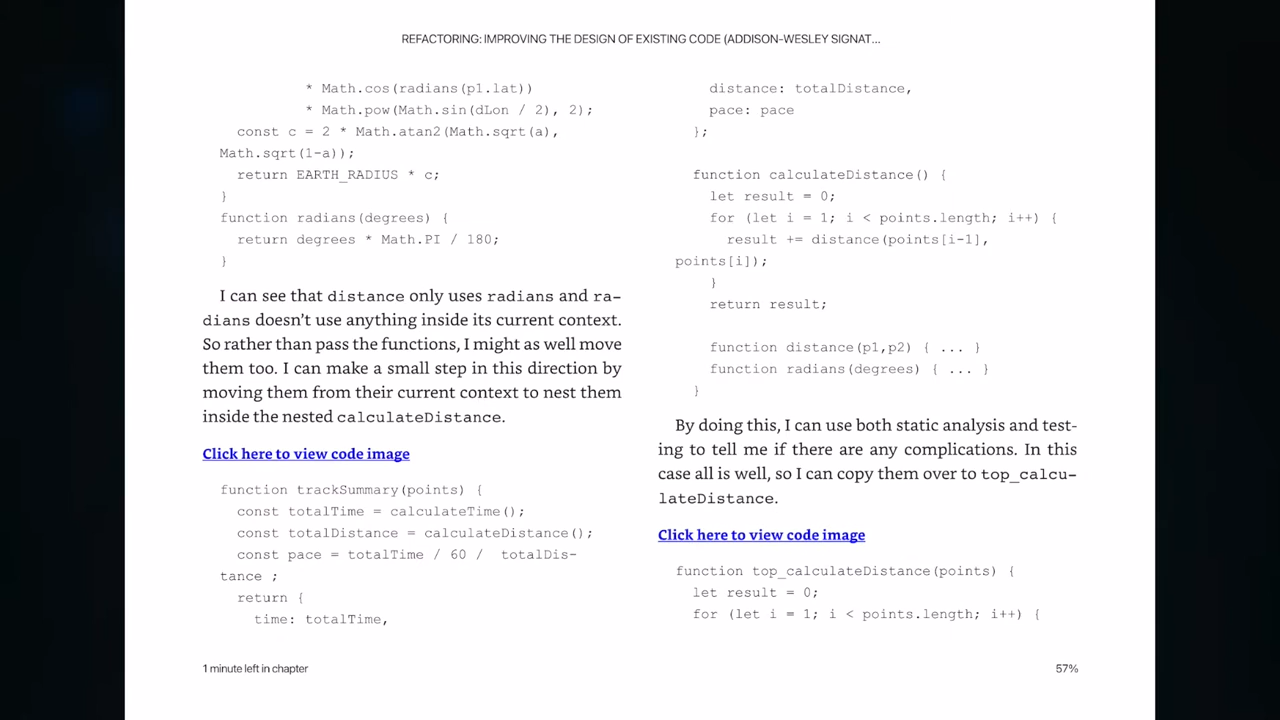 REFACTORING: IMPROVING THE DESIGN OF EXISTING CODE (ADDISON-WESLEY SIGNAT...
* Math.cos(radians(p1.lat))
* Math.pow(Math.sin(dLon / 2), 2);
const c = 2 * Math.atan2(Math.sqrt(a),
Math.sqrt(1-a));
return EARTH_RADIUS * c;
}
function radians(degrees) {
return degrees * Math.PI / 180;
}
I can see that distance only uses radians and ra-
dians doesn't use anything inside its current context.
So rather than pass the functions, I might as well move
them too. I can make a small step in this direction by
moving them from their current context to nest them
inside the nested calculateDistance.
Click here to view code image
function trackSummary(points) {
const totalTime = calculateTime();
const totalDistance = calculateDistance();
const pace = totalTime / 60 / totalDis-
tance ;
return {
time: totalTime,
distance: totalDistance,
pace: pace
};
function calculateDistance() {
let result = 0;
for (let i = 1; i < points.length; i++) {
result += distance(points[i-1],
points[i]);
}
return result;
function distance(p1,p2) { ... }
function radians(degrees) { ... }
}
By doing this, I can use both static analysis and test-
ing to tell me if there are any complications. In this
case all is well, so I can copy them over to top_calcu-
lateDistance.
Click here to view code image
function top_calculateDistance(points) {
let result = 0;
for (let i = 1; i < points.length; i++) {
1 minute left in chapter
57%